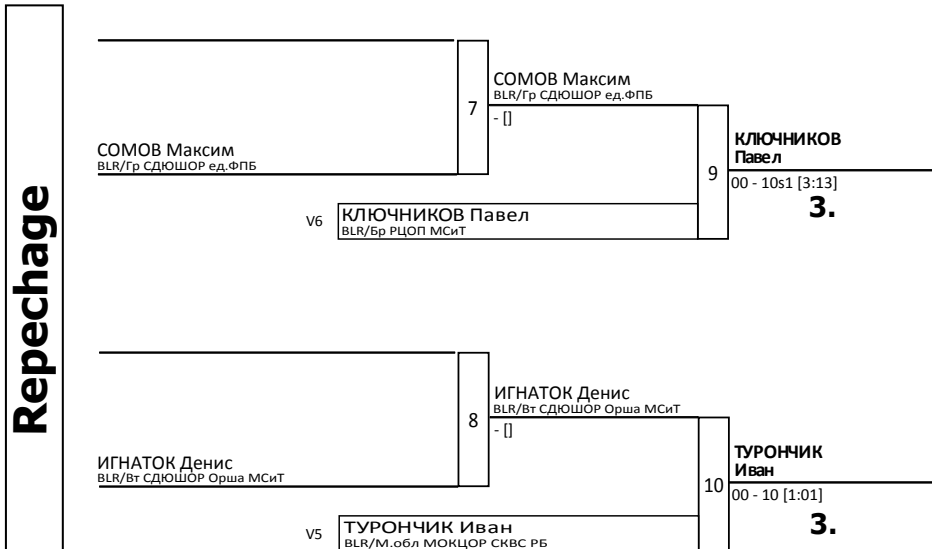 Repechage
СОМОВ Максим
BLR/Гр СДЮШОР ед.ФПБ
7
- []
СОМОВ Максим
BLR/Гр СДЮШОР ед.ФПБ
9
КЛЮЧНИКОВ
Павел
00 - 10s1 [3:13]
3.
V6
КЛЮЧНИКОВ Павел
BLR/Бр РЦОП МСиТ
ИГНАТОК Денис
BLR/Вт СДЮШОР Орша МСиТ
8
- []
ИГНАТОК Денис
BLR/Вт СДЮШОР Орша МСиТ
10
ТУРОНЧИК
Иван
00 - 10 [1:01]
3.
V5
ТУРОНЧИК Иван
BLR/М.обл МОКЦОР СКВС РБ